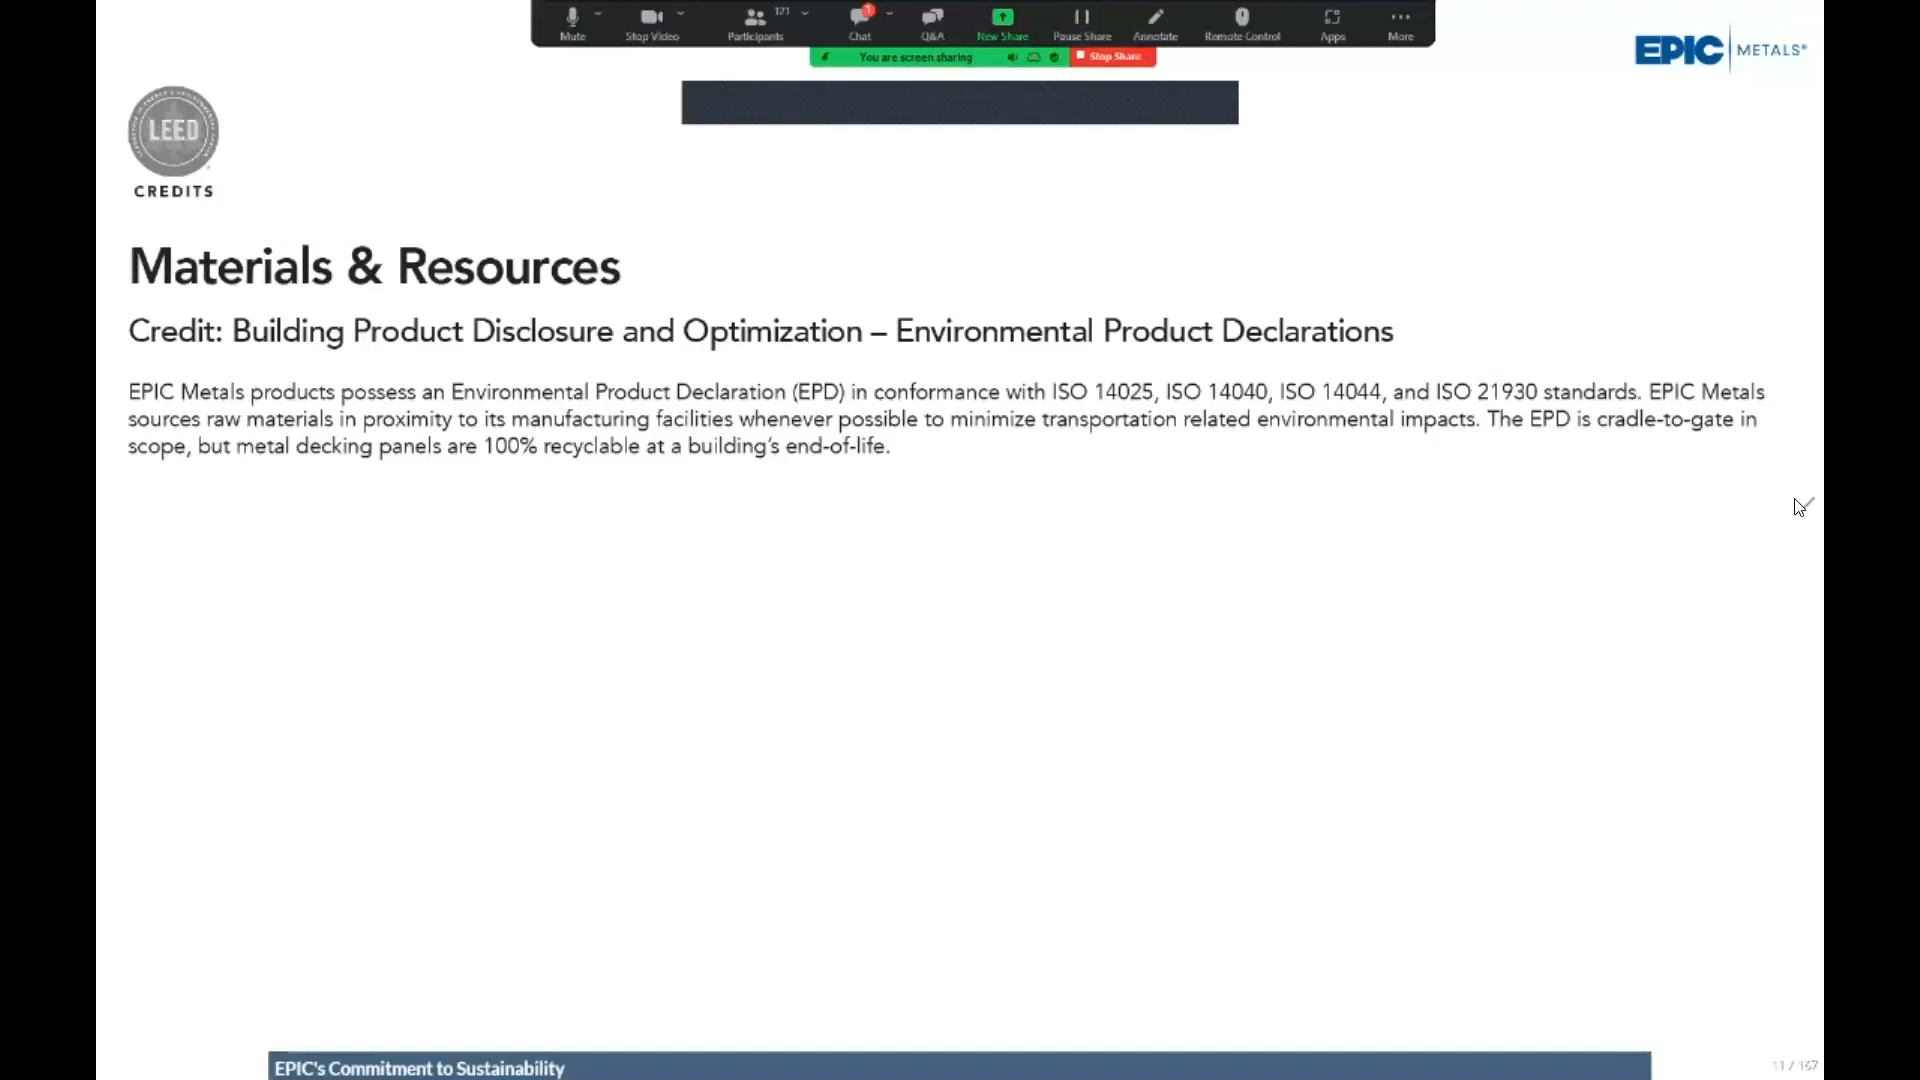 121
1
Mute
Stop Video
Participants
Chat
Q&A
New Share
Pause Share
Annotate
Remote Control
Apps
More
You are screen sharing
Stop Share
EPIC METALS®
LEED
CREDITS
Materials & Resources
Credit: Building Product Disclosure and Optimization – Environmental Product Declarations
EPIC Metals products possess an Environmental Product Declaration (EPD) in conformance with ISO 14025, ISO 14040, ISO 14044, and ISO 21930 standards. EPIC Metals
sources raw materials in proximity to its manufacturing facilities whenever possible to minimize transportation related environmental impacts. The EPD is cradle-to-gate in
scope, but metal decking panels are 100% recyclable at a building's end-of-life.
EPIC's Commitment to Sustainability
11 / 167